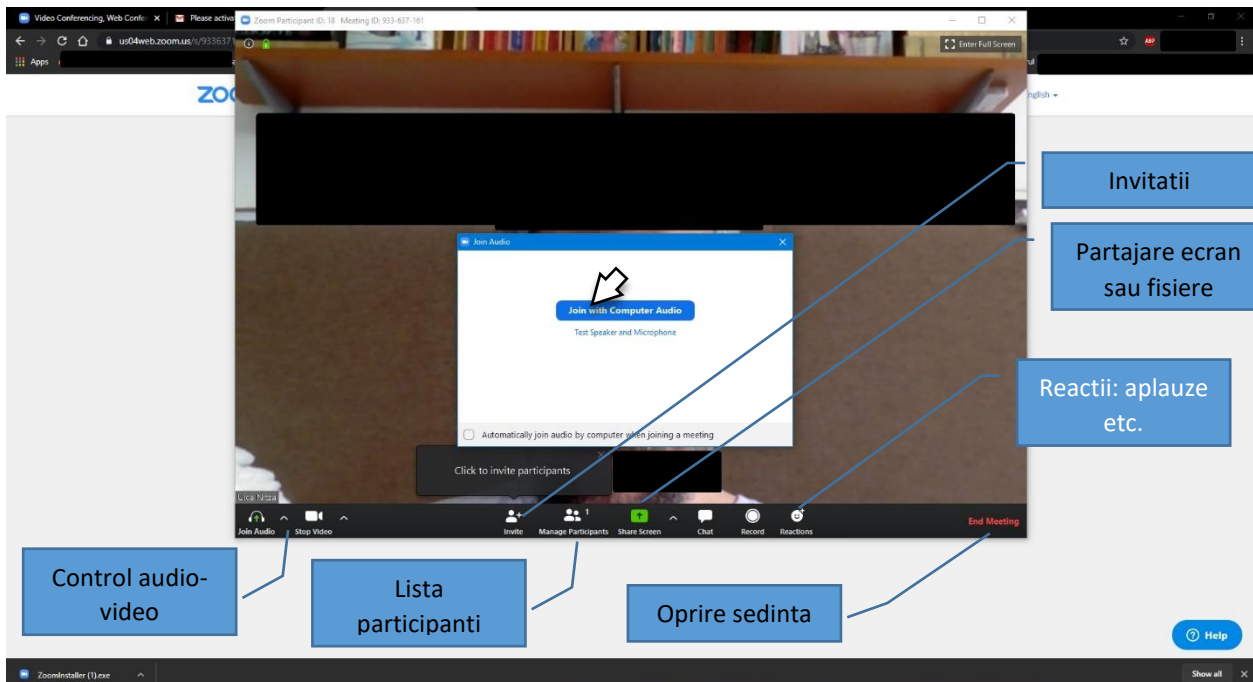 Video Conferencing, Web Confe
Please activa
Zoom Participant ID: 18 Meeting ID: 933-637-161
us04web.zoom.us/s/9336371
ABP
Enter Full Screen
Apps
ZOO
nglish
Invitatii
Partajare ecran
sau fisiere
Join Audio
Join with Computer Audio
Test Speaker and Microphone
Reactii: aplauze
etc.
Automatically join audio by computer when joining a meeting
Click to invite participants
Lica Nitza
1
Join Audio
Stop Video
Invite
Manage Participants
Share Screen
Chat
Record
Reactions
End Meeting
Control audio-
video
Lista
participanti
Oprire sedinta
Help
ZoomInstaller (1).exe
Show all